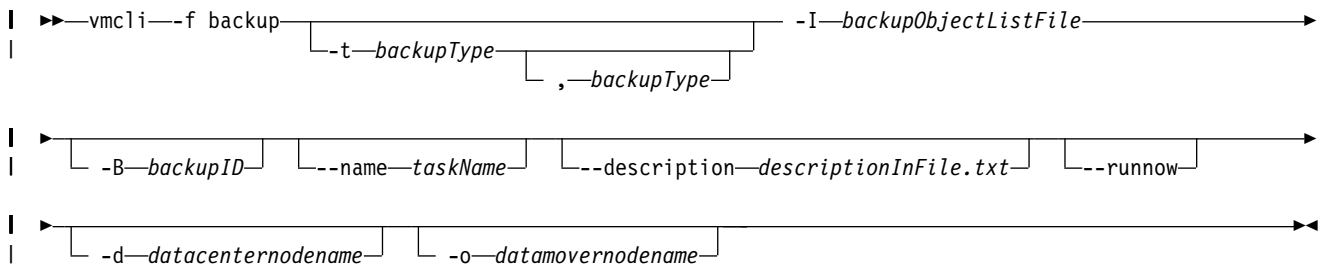 vmcli -f backup -I backupObjectListFile
-t backupType
, backupType
-B backupID --name taskName --description descriptionInFile.txt --runnow
-d datacenternodename -o datamovernodename